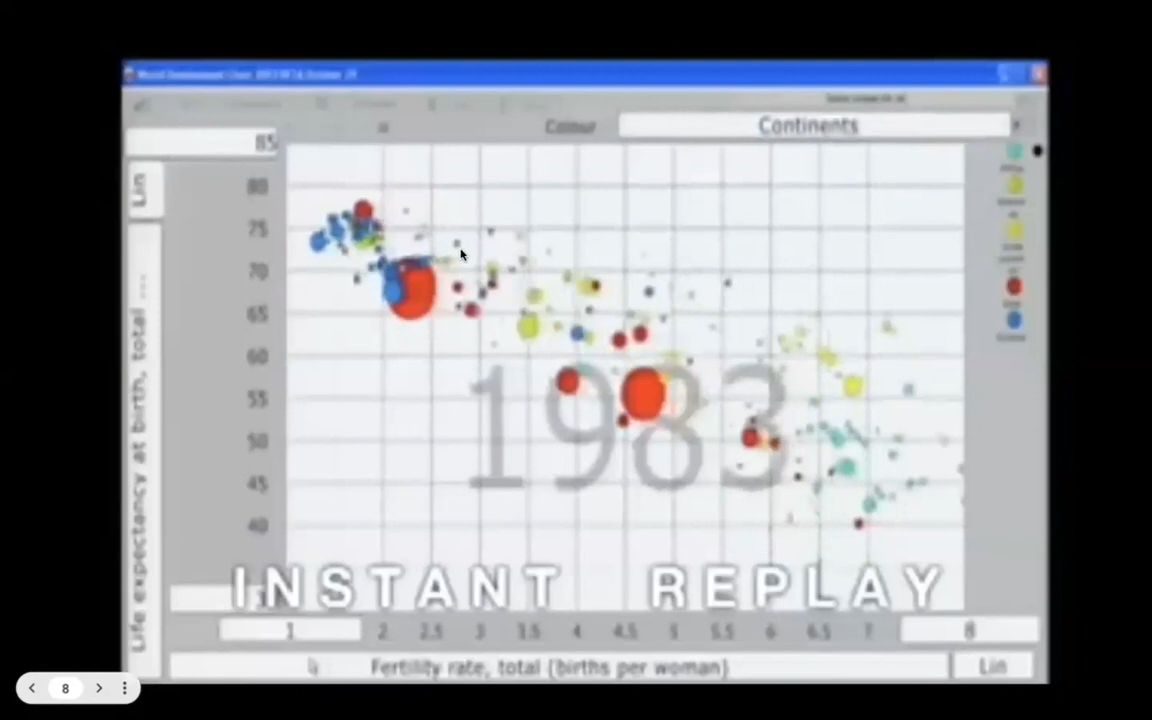 Colour
Continents
85
Lin
80
75
70
65
60
55
50
45
40
Life expectancy at birth, total ...
1983
INSTANT REPLAY
1 2 2.5 3 3.5 4 4.5 5 5.5 6 6.5 7 8
Fertility rate, total (births per woman)
Lin
8